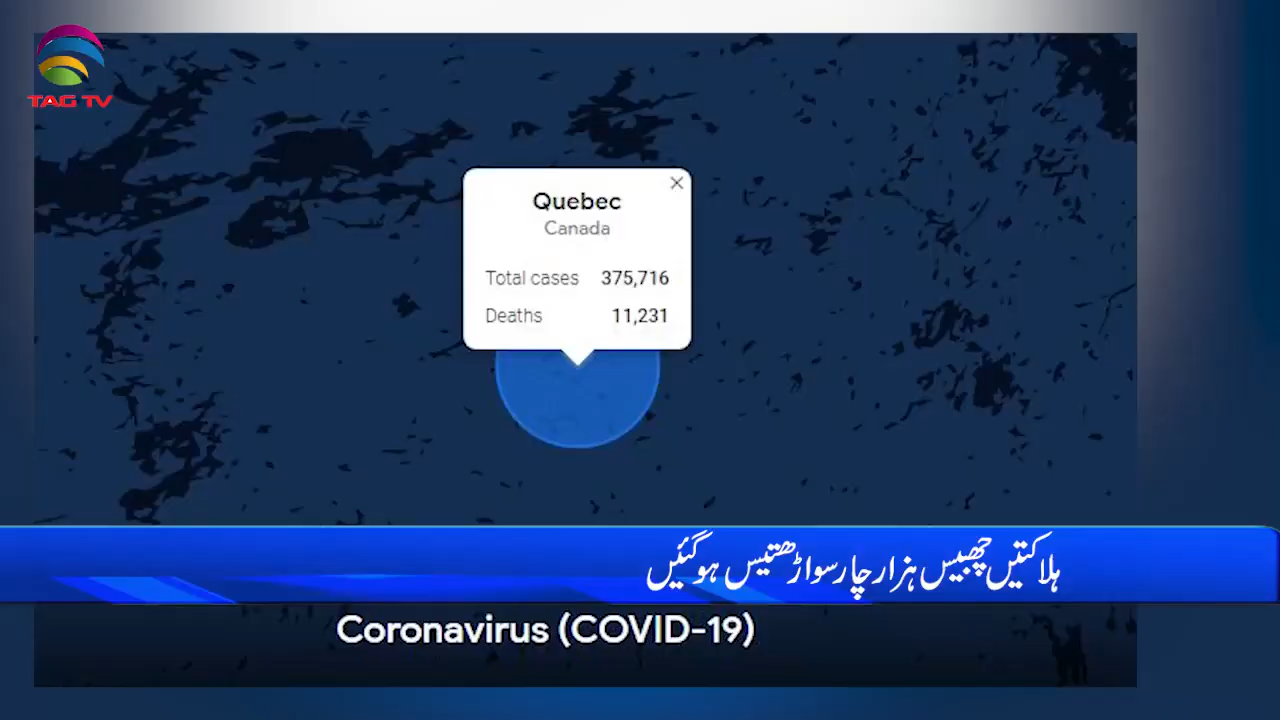 TAG TV
Quebec
Canada
Total cases 375,716
Deaths 11,231
ہلاکتیں چھبیس ہزار چار سو اڑھتیس ہوگئیں
Coronavirus (COVID-19)